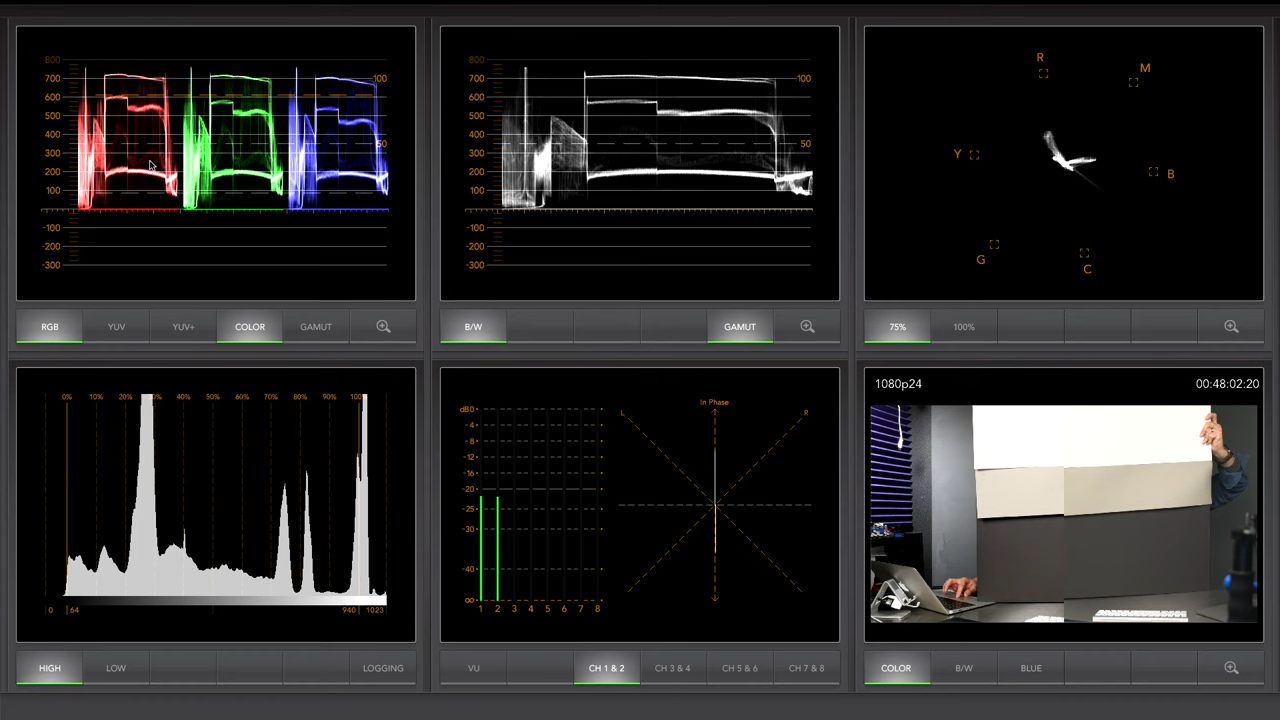 800
700
600
500
400
300
200
100
-100
-200
-300
100
50
800
700
600
500
400
300
200
100
-100
-200
-300
100
50
R
M
Y
B
G
C
RGB YUV YUV+ COLOR GAMUT
B/W GAMUT
75% 100%
0% 10% 20% 30% 40% 50% 60% 70% 80% 90% 100%
0 64 940 1023
dB0
-4
-8
-12
-16
-20
-25
-30
-40
∞
1 2 3 4 5 6 7 8
In Phase
L R
1080p24 00:48:02:20
HIGH LOW LOGGING
VU CH 1 & 2 CH 3 & 4 CH 5 & 6 CH 7 & 8
COLOR B/W BLUE